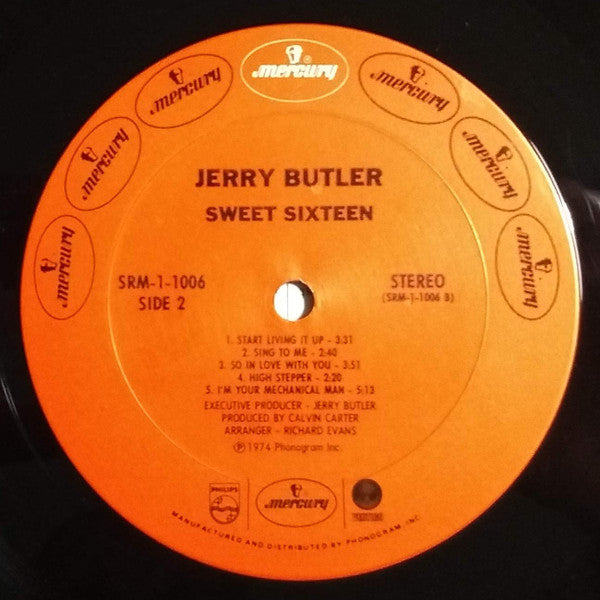 mercury
mercury
mercury
mercury®
mercury
mercury
mercury
JERRY BUTLER
SWEET SIXTEEN
SRM-1-1006
SIDE 2
STEREO
(SRM-1-1006 B)
1. START LIVING IT UP - 3:31
2. SING TO ME - 2:40
3. SO IN LOVE WITH YOU - 3:51
4. HIGH STEPPER - 2:20
5. I'M YOUR MECHANICAL MAN - 5:13
EXECUTIVE PRODUCER - JERRY BUTLER
PRODUCED BY CALVIN CARTER
ARRANGER - RICHARD EVANS
℗ 1974 Phonogram Inc.
PHILIPS
mercury
VERTIGO
MANUFACTURED AND DISTRIBUTED BY PHONOGRAM, INC.